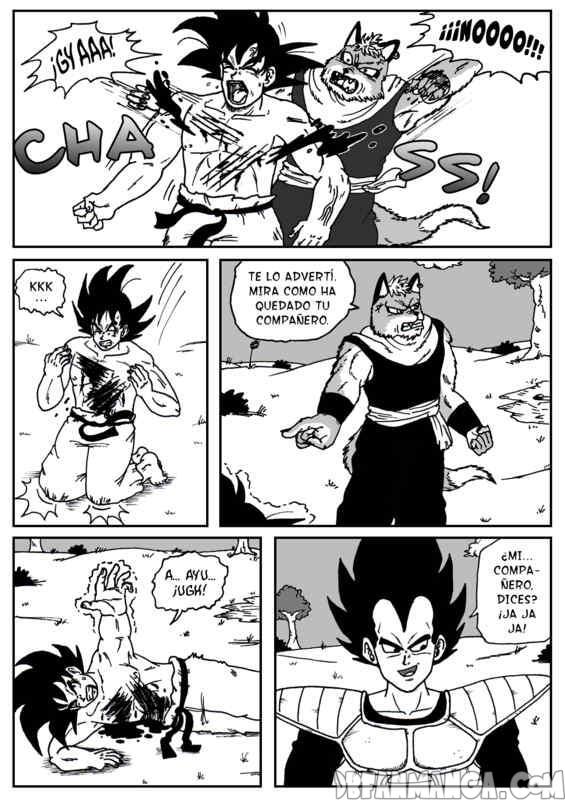 ¡GYAAA!
¡¡¡NOOOO!!!
CHA
SS!
KKK
...
TE LO ADVERTÍ.
MIRA COMO HA
QUEDADO TU
COMPAÑERO.
A... AYU...
¡UGK!
¿MI...
COMPA-
ÑERO,
DICES?
¡JA JA
JA!
DBFANMANGA.COM